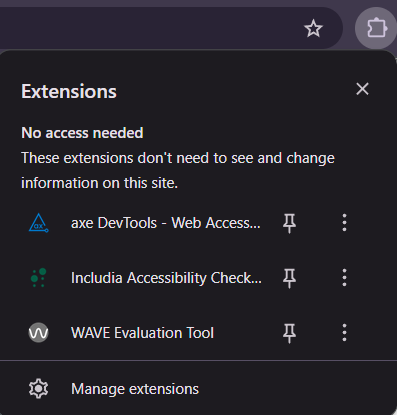 Extensions
No access needed
These extensions don't need to see and change
information on this site.
ax
axe DevTools - Web Access...
Includia Accessibility Check...
WAVE Evaluation Tool
Manage extensions